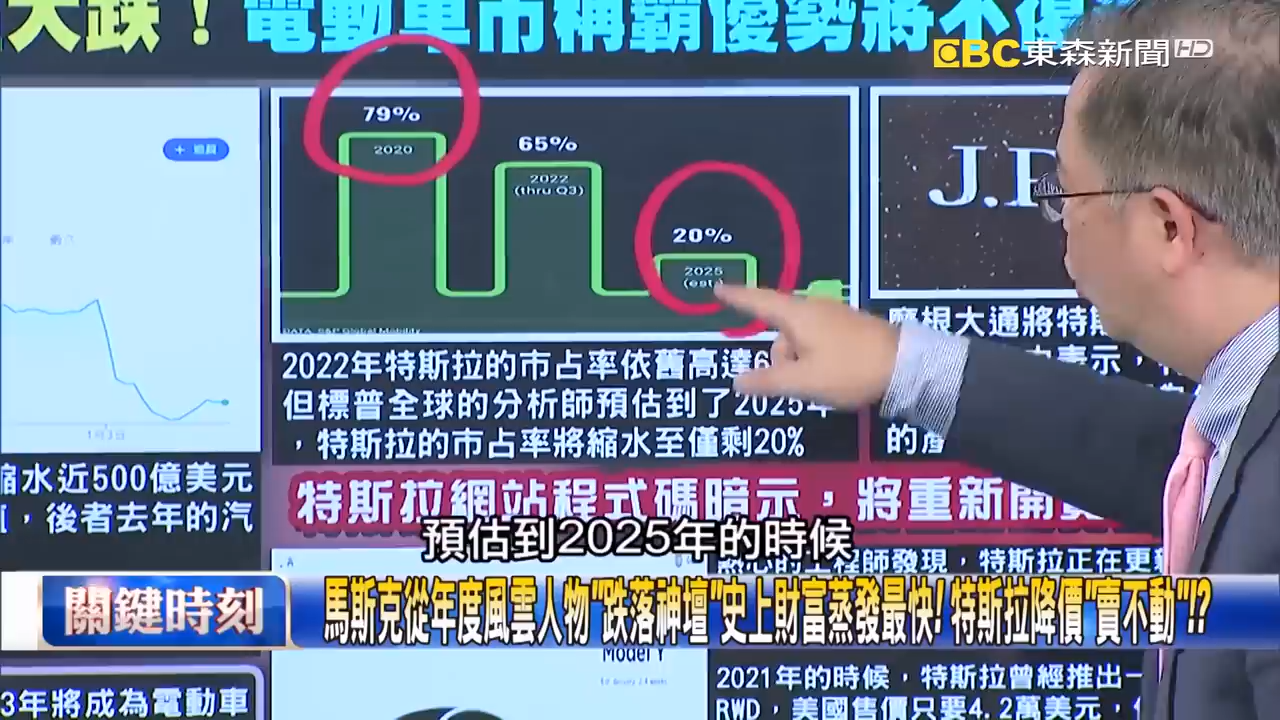 大跌！電動車市稱霸優勢將不復
EBC東森新聞HD
79%
2020
65%
2022
(thru Q3)
20%
2025
(est.)
DATA: S&P Global Mobility
1月3日
J.P
2022年特斯拉的市占率依舊高達6
但標普全球的分析師預估到了2025年
，特斯拉的市占率將縮水至僅剩20%
摩根大通將特斯
表示，
的
縮水近500億美元
，後者去年的汽
特斯拉網站程式碼暗示，將重新開賣
預估到2025年的時候
程師發現，特斯拉正在更新
關鍵時刻
馬斯克從年度風雲人物"跌落神壇"史上財富蒸發最快！特斯拉降價"賣不動"!?
Model Y
3年將成為電動車
2021年的時候，特斯拉曾經推出一
RWD，美國售價只要4.2萬美元，